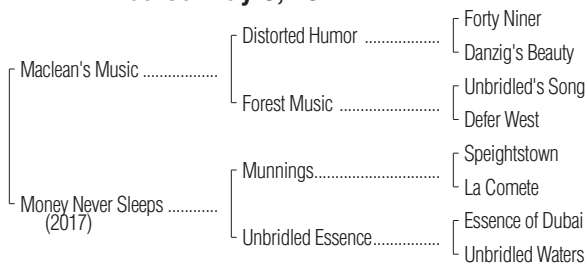 Forty Niner
Distorted Humor ..................
Danzig's Beauty
Maclean's Music ..................
Unbridled's Song
Forest Music ........................
Defer West
Speightstown
Munnings..............................
La Comete
Money Never Sleeps ............
(2017)
Essence of Dubai
Unbridled Essence................
Unbridled Waters